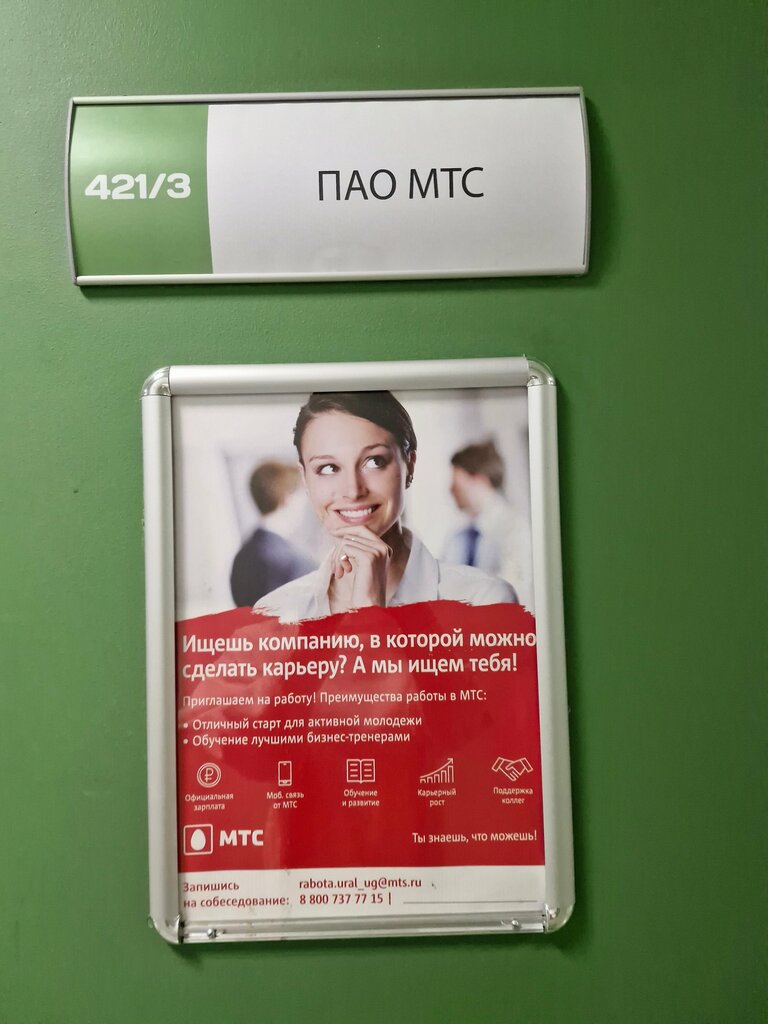 421/3
ПАО МТС
Ищешь компанию, в которой можно
сделать карьеру? А мы ищем тебя!
Приглашаем на работу! Преимущества работы в МТС:
• Отличный старт для активной молодежи
• Обучение лучшими бизнес-тренерами
Официальная
зарплата
Моб. связь
от МТС
Обучение
и развитие
Карьерный
рост
Поддержка
коллег
МТС
Ты знаешь, что можешь!
Запишись
на собеседование:
rabota.ural_ug@mts.ru
8 800 737 77 15 |